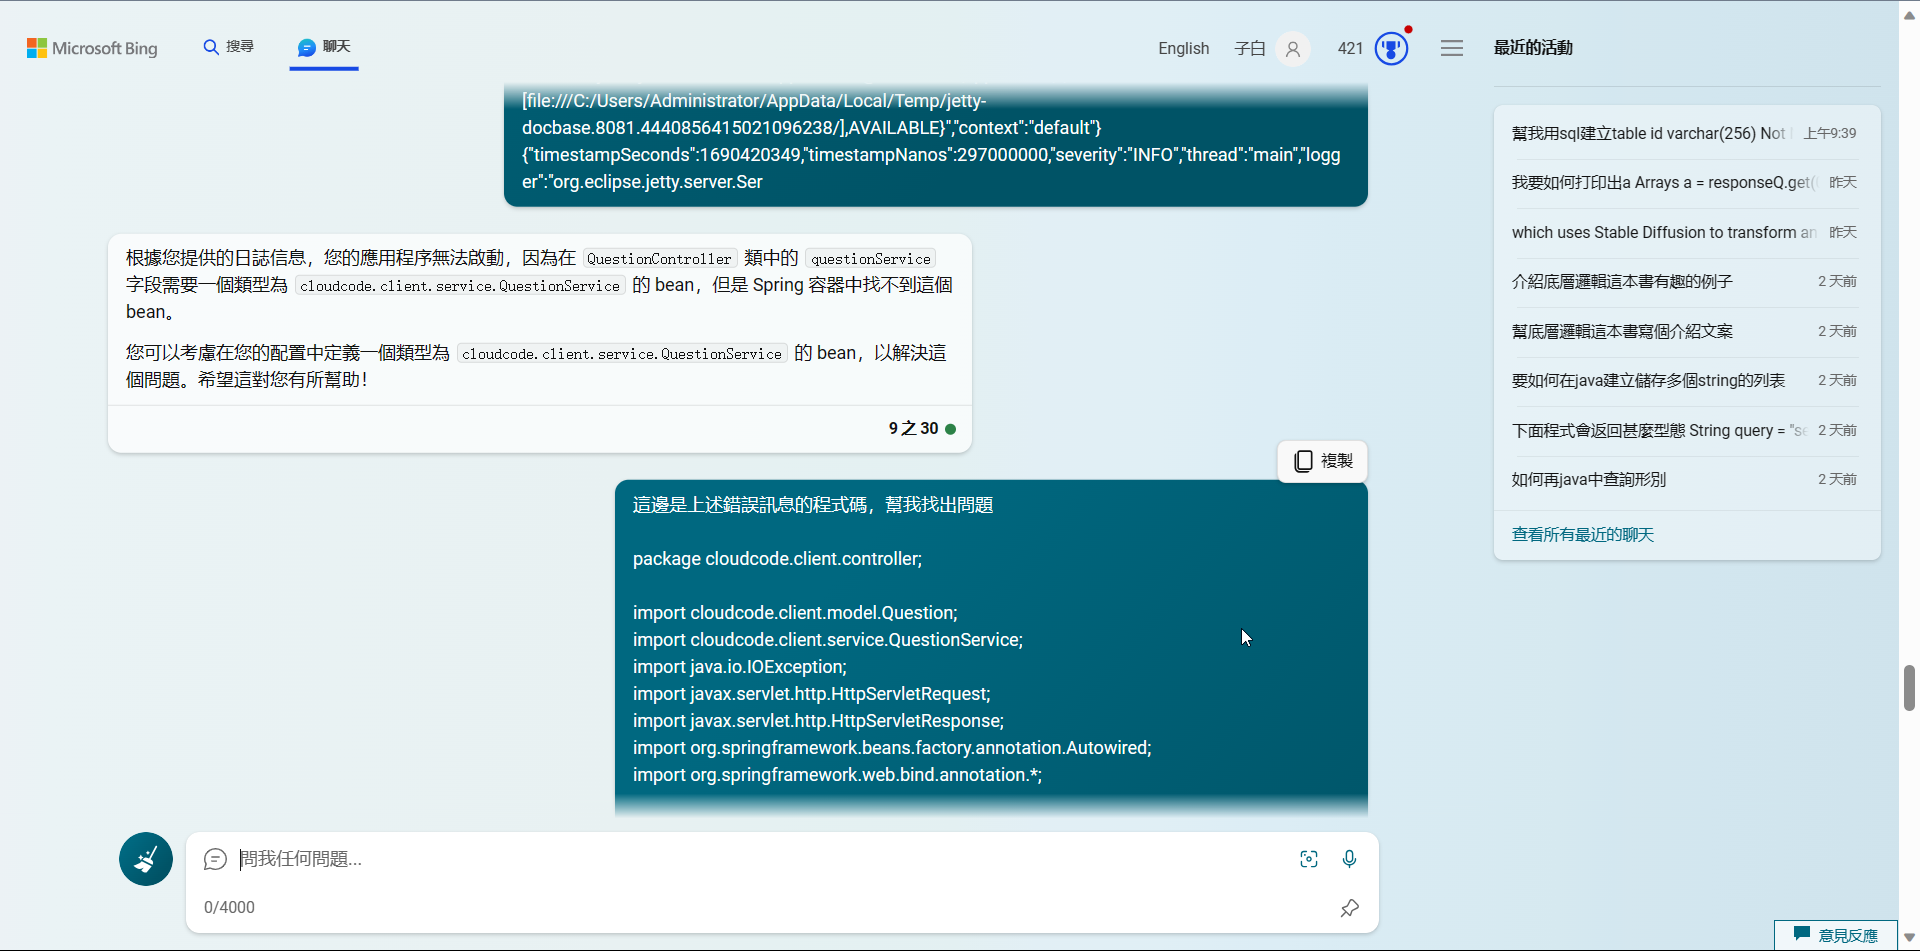 Microsoft Bing
搜尋
聊天
English
子白
421
最近的活動
[file:///C:/Users/Administrator/AppData/Local/Temp/jetty-
docbase.8081.4440856415021096238/],AVAILABLE}","context":"default"}
{"timestampSeconds":1690420349,"timestampNanos":297000000,"severity":"INFO","thread":"main","logg
er":"org.eclipse.jetty.server.Ser
根據您提供的日誌信息，您的應用程序無法啟動，因為在 QuestionController 類中的 questionService
字段需要一個類型為 cloudcode.client.service.QuestionService 的 bean，但是 Spring 容器中找不到這個
bean。
您可以考慮在您的配置中定義一個類型為 cloudcode.client.service.QuestionService 的 bean，以解決這
個問題。希望這對您有所幫助！
9 之 30
複製
這邊是上述錯誤訊息的程式碼，幫我找出問題
package cloudcode.client.controller;
import cloudcode.client.model.Question;
import cloudcode.client.service.QuestionService;
import java.io.IOException;
import javax.servlet.http.HttpServletRequest;
import javax.servlet.http.HttpServletResponse;
import org.springframework.beans.factory.annotation.Autowired;
import org.springframework.web.bind.annotation.*;
問我任何問題...
0/4000
幫我用sql建立table id varchar(256) Not 上午9:39
我要如何打印出a Arrays a = responseQ.get( 昨天
which uses Stable Diffusion to transform an 昨天
介紹底層邏輯這本書有趣的例子 2 天前
幫底層邏輯這本書寫個介紹文案 2 天前
要如何在java建立儲存多個string的列表 2 天前
下面程式會返回甚麼型態 String query = "se 2 天前
如何再java中查詢形別 2 天前
查看所有最近的聊天
意見反應